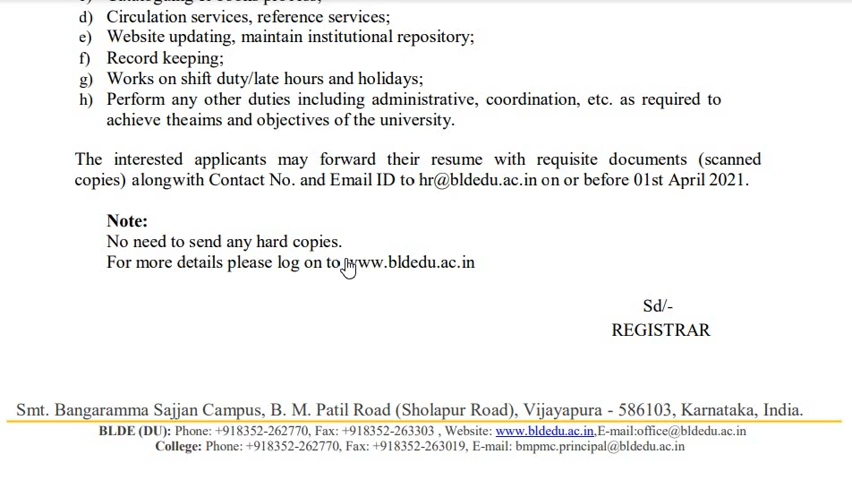 d) Circulation services, reference services;
e) Website updating, maintain institutional repository;
f) Record keeping;
g) Works on shift duty/late hours and holidays;
h) Perform any other duties including administrative, coordination, etc. as required to
achieve theaims and objectives of the university.
The interested applicants may forward their resume with requisite documents (scanned
copies) alongwith Contact No. and Email ID to hr@bldedu.ac.in on or before 01st April 2021.
Note:
No need to send any hard copies.
For more details please log on to www.bldedu.ac.in
Sd/-
REGISTRAR
Smt. Bangaramma Sajjan Campus, B. M. Patil Road (Sholapur Road), Vijayapura - 586103, Karnataka, India.
BLDE (DU): Phone: +918352-262770, Fax: +918352-263303 , Website: www.bldedu.ac.in,E-mail:office@bldedu.ac.in
College: Phone: +918352-262770, Fax: +918352-263019, E-mail: bmpmc.principal@bldedu.ac.in